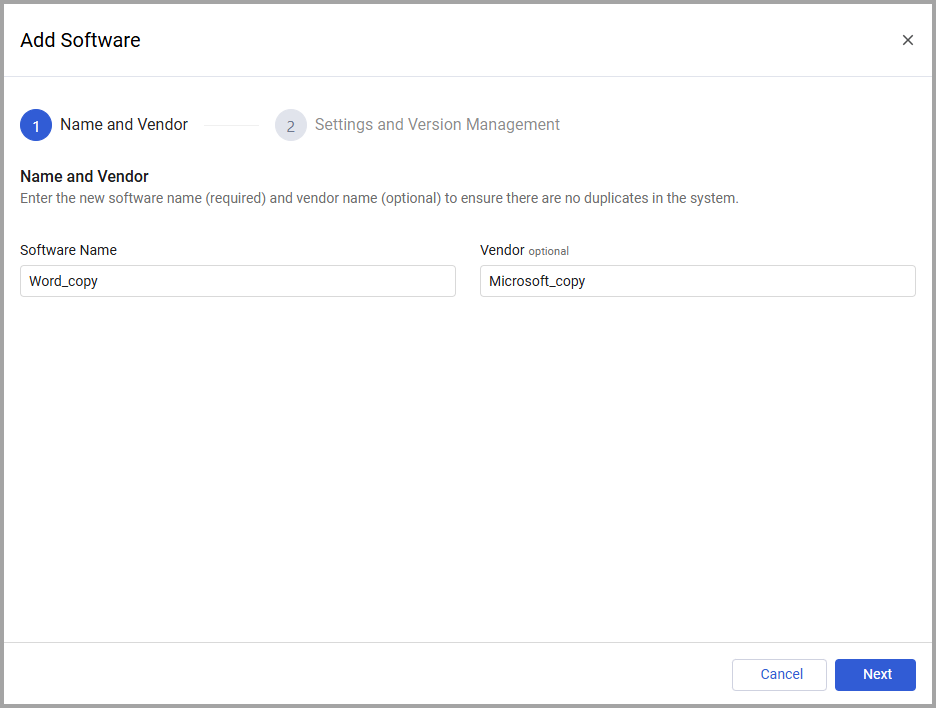 Add Software
1 Name and Vendor 2 Settings and Version Management
Name and Vendor
Enter the new software name (required) and vendor name (optional) to ensure there are no duplicates in the system.
Software Name Vendor optional
Word_copy Microsoft_copy
Cancel Next